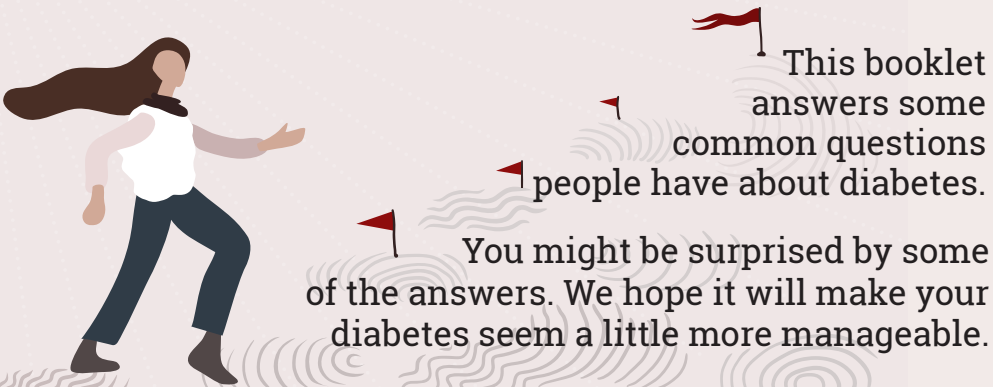 This booklet
answers some
common questions
people have about diabetes.
You might be surprised by some
of the answers. We hope it will make your
diabetes seem a little more manageable.